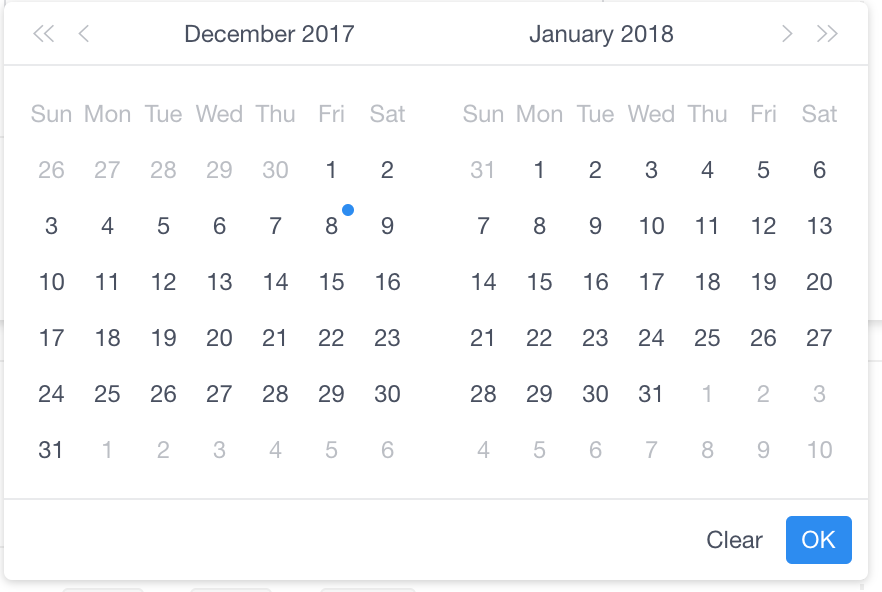 December 2017
Sun Mon Tue Wed Thu Fri Sat
26 27 28 29 30 1 2
3 4 5 6 7 8 9
10 11 12 13 14 15 16
17 18 19 20 21 22 23
24 25 26 27 28 29 30
31 1 2 3 4 5 6
January 2018
Sun Mon Tue Wed Thu Fri Sat
31 1 2 3 4 5 6
7 8 9 10 11 12 13
14 15 16 17 18 19 20
21 22 23 24 25 26 27
28 29 30 31 1 2 3
4 5 6 7 8 9 10
Clear OK